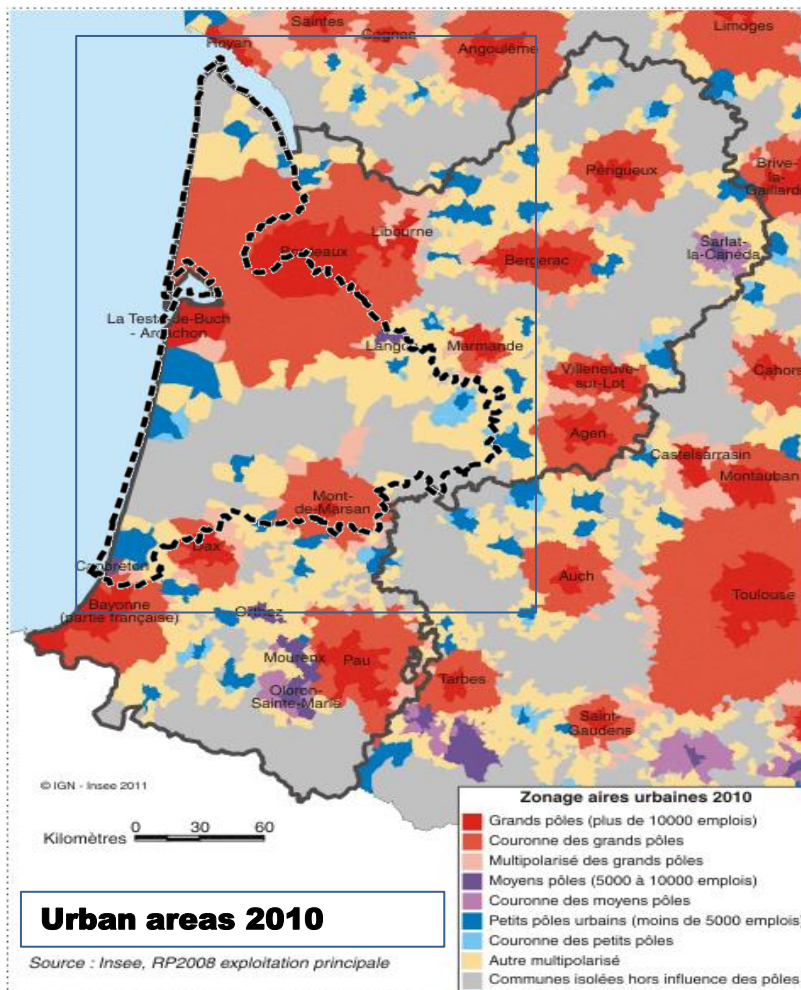 Saintes
Cognac
Limoges
Royan
Angoulême
Périgueux
Brive-
la-
Gaillarde
Libourne
Bordeaux
Bergerac
Sarlat-
la-Canéda
La Teste-de-Buch
- Arcachon
Langon
Marmande
Villeneuve-
sur-Lot
Cahors
Agen
Castelsarrasin
Montauban
Mont-
de-Marsan
Dax
Capbreton
Auch
Toulouse
Bayonne
(partie française)
Orthez
Mourenx
Pau
Oloron-
Sainte-Marie
Tarbes
Saint-
Gaudens
© IGN - Insee 2011
Kilomètres
0 30 60
Zonage aires urbaines 2010
Grands pôles (plus de 10000 emplois)
Couronne des grands pôles
Multipolarisé des grands pôles
Moyens pôles (5000 à 10000 emplois)
Couronne des moyens pôles
Petits pôles urbains (moins de 5000 emplois)
Couronne des petits pôles
Autre multipolarisé
Communes isolées hors influence des pôles
Urban areas 2010
Source : Insee, RP2008 exploitation principale